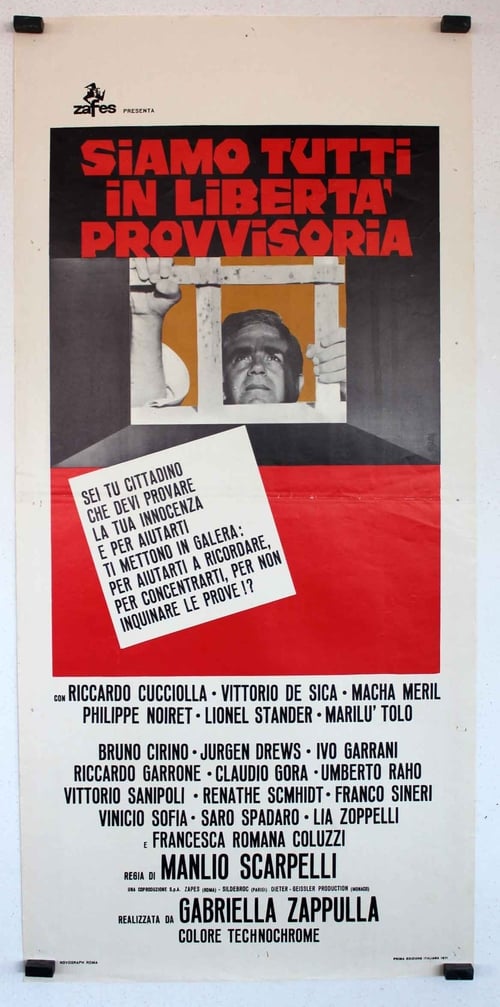 zafes PRESENTA
SIAMO TUTTI
IN LIBERTA'
PROVVISORIA
SEI TU CITTADINO
CHE DEVI PROVARE
LA TUA INNOCENZA
E PER AIUTARTI
TI METTONO IN GALERA:
PER AIUTARTI A RICORDARE,
PER CONCENTRARTI, PER NON
INQUINARE LE PROVE!?
CON RICCARDO CUCCIOLLA • VITTORIO DE SICA • MACHA MERIL
PHILIPPE NOIRET • LIONEL STANDER • MARILU' TOLO
BRUNO CIRINO • JURGEN DREWS • IVO GARRANI
RICCARDO GARRONE • CLAUDIO GORA • UMBERTO RAHO
VITTORIO SANIPOLI • RENATHE SCMHIDT • FRANCO SINERI
VINICIO SOFIA • SARO SPADARO • LIA ZOPPELLI
E FRANCESCA ROMANA COLUZZI
REGIA DI MANLIO SCARPELLI
UNA COPRODUZIONE S.p.A. ZAFES (ROMA) - SILDEBROC (PARIGI) DIETER - GEISSLER PRODUCTION (MONACO)
REALIZZATA DA GABRIELLA ZAPPULLA
COLORE TECHNOCHROME
NOVOGRAPH ROMA
PRIMA EDIZIONE ITALIANA 1971